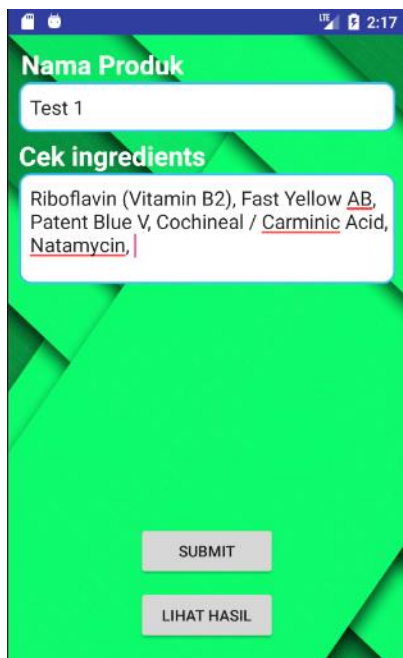 LTE 2:17
Nama Produk
Test 1
Cek ingredients
Riboflavin (Vitamin B2), Fast Yellow AB,
Patent Blue V, Cochineal / Carminic Acid,
Natamycin,
SUBMIT
LIHAT HASIL